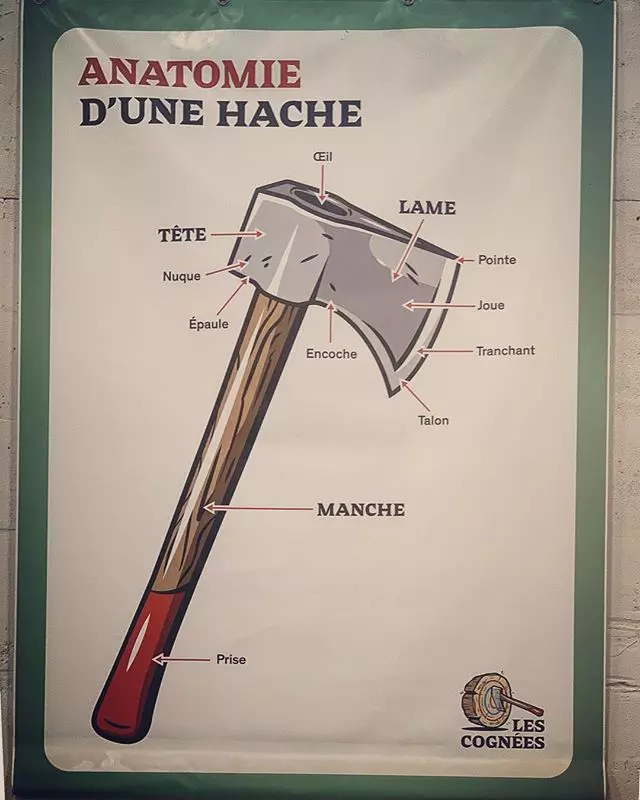 ANATOMIE
D'UNE HACHE
Œil
LAME
TÊTE
Pointe
Nuque
Joue
Épaule
Encoche
Tranchant
Talon
MANCHE
Prise
LES
COGNÉES